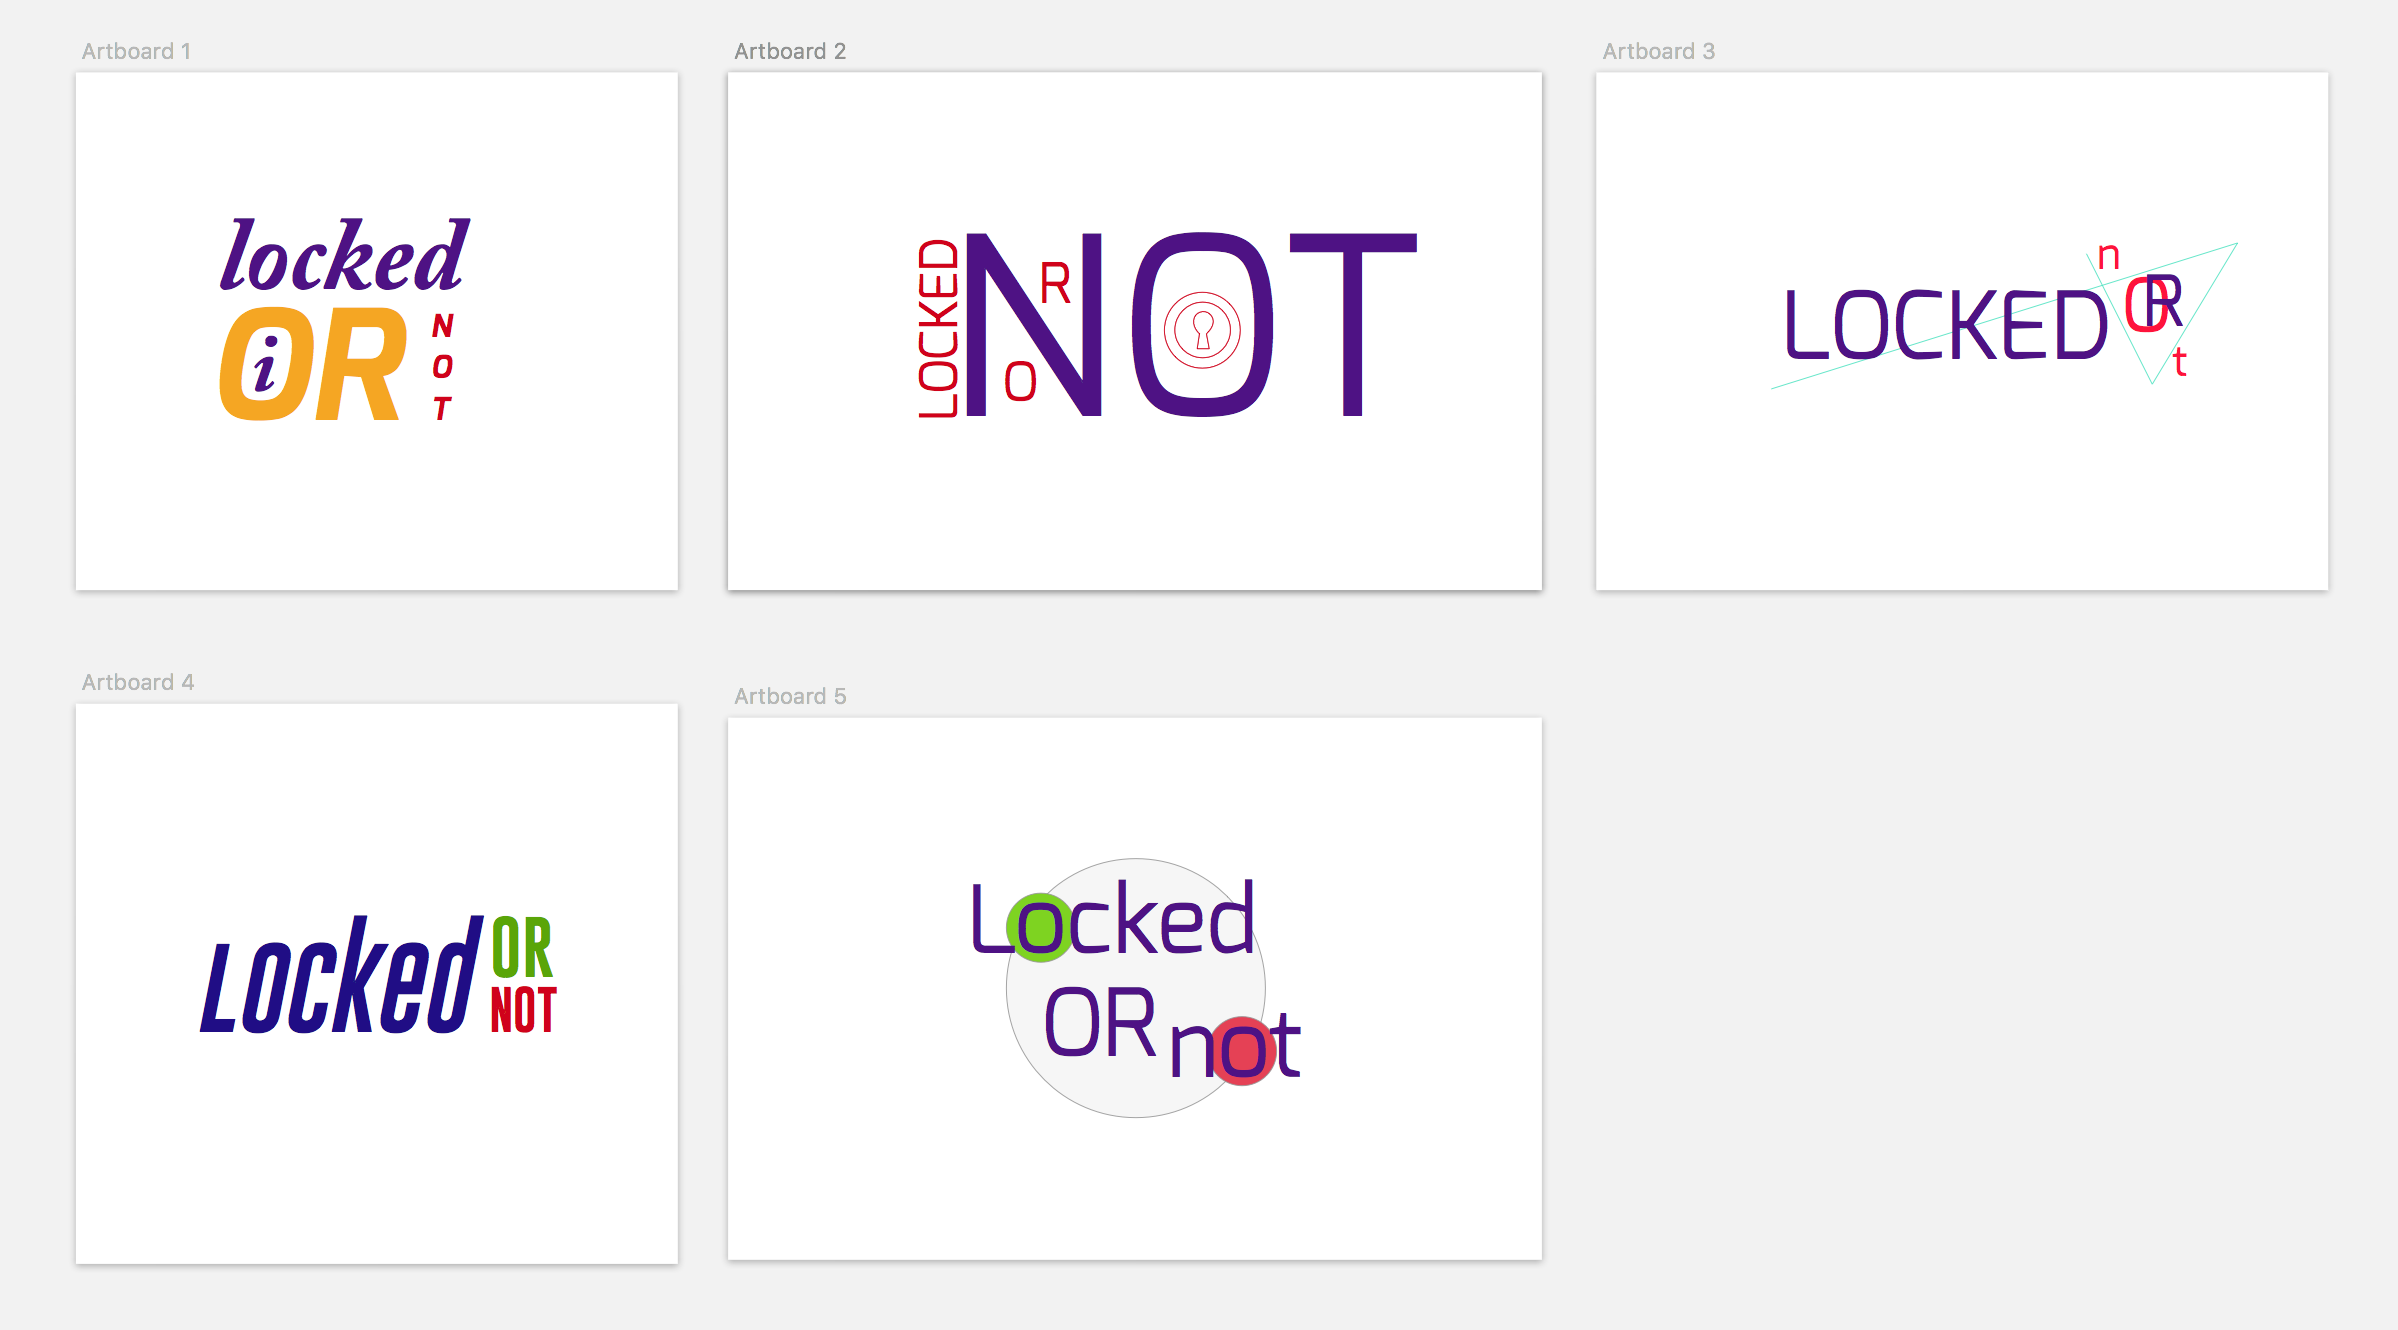 Artboard 1
locked
OR
i
N
O
T
Artboard 2
LOCKED
NOT
R
O
Artboard 3
LOCKED
n
OR
t
Artboard 4
Locked
OR
NOT
Artboard 5
Locked
OR not